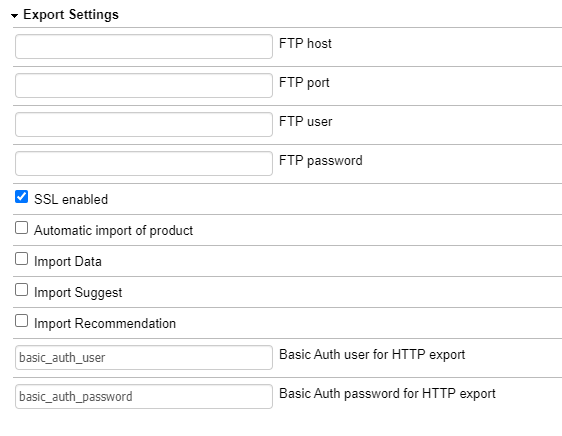 Export Settings
FTP host
FTP port
FTP user
FTP password
SSL enabled
Automatic import of product
Import Data
Import Suggest
Import Recommendation
basic_auth_user Basic Auth user for HTTP export
basic_auth_password Basic Auth password for HTTP export